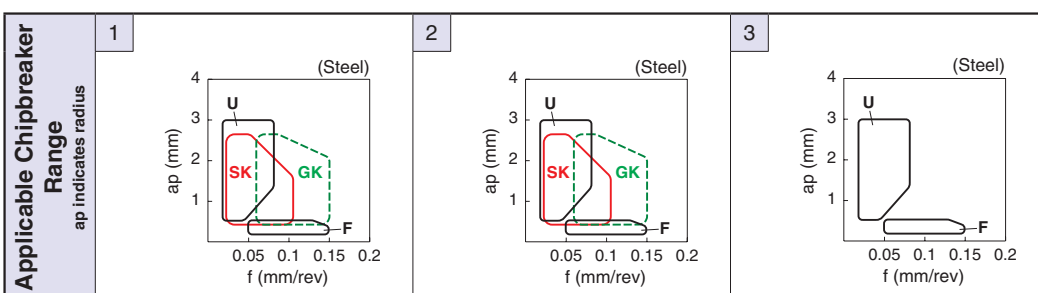 Applicable Chipbreaker
Range
ap indicates radius
1
(Steel)
4
3
2
1
ap (mm)
U
SK
GK
F
0.05 0.1 0.15 0.2
f (mm/rev)
2
(Steel)
4
3
2
1
ap (mm)
U
SK
GK
F
0.05 0.1 0.15 0.2
f (mm/rev)
3
(Steel)
4
3
2
1
ap (mm)
U
F
0.05 0.1 0.15 0.2
f (mm/rev)